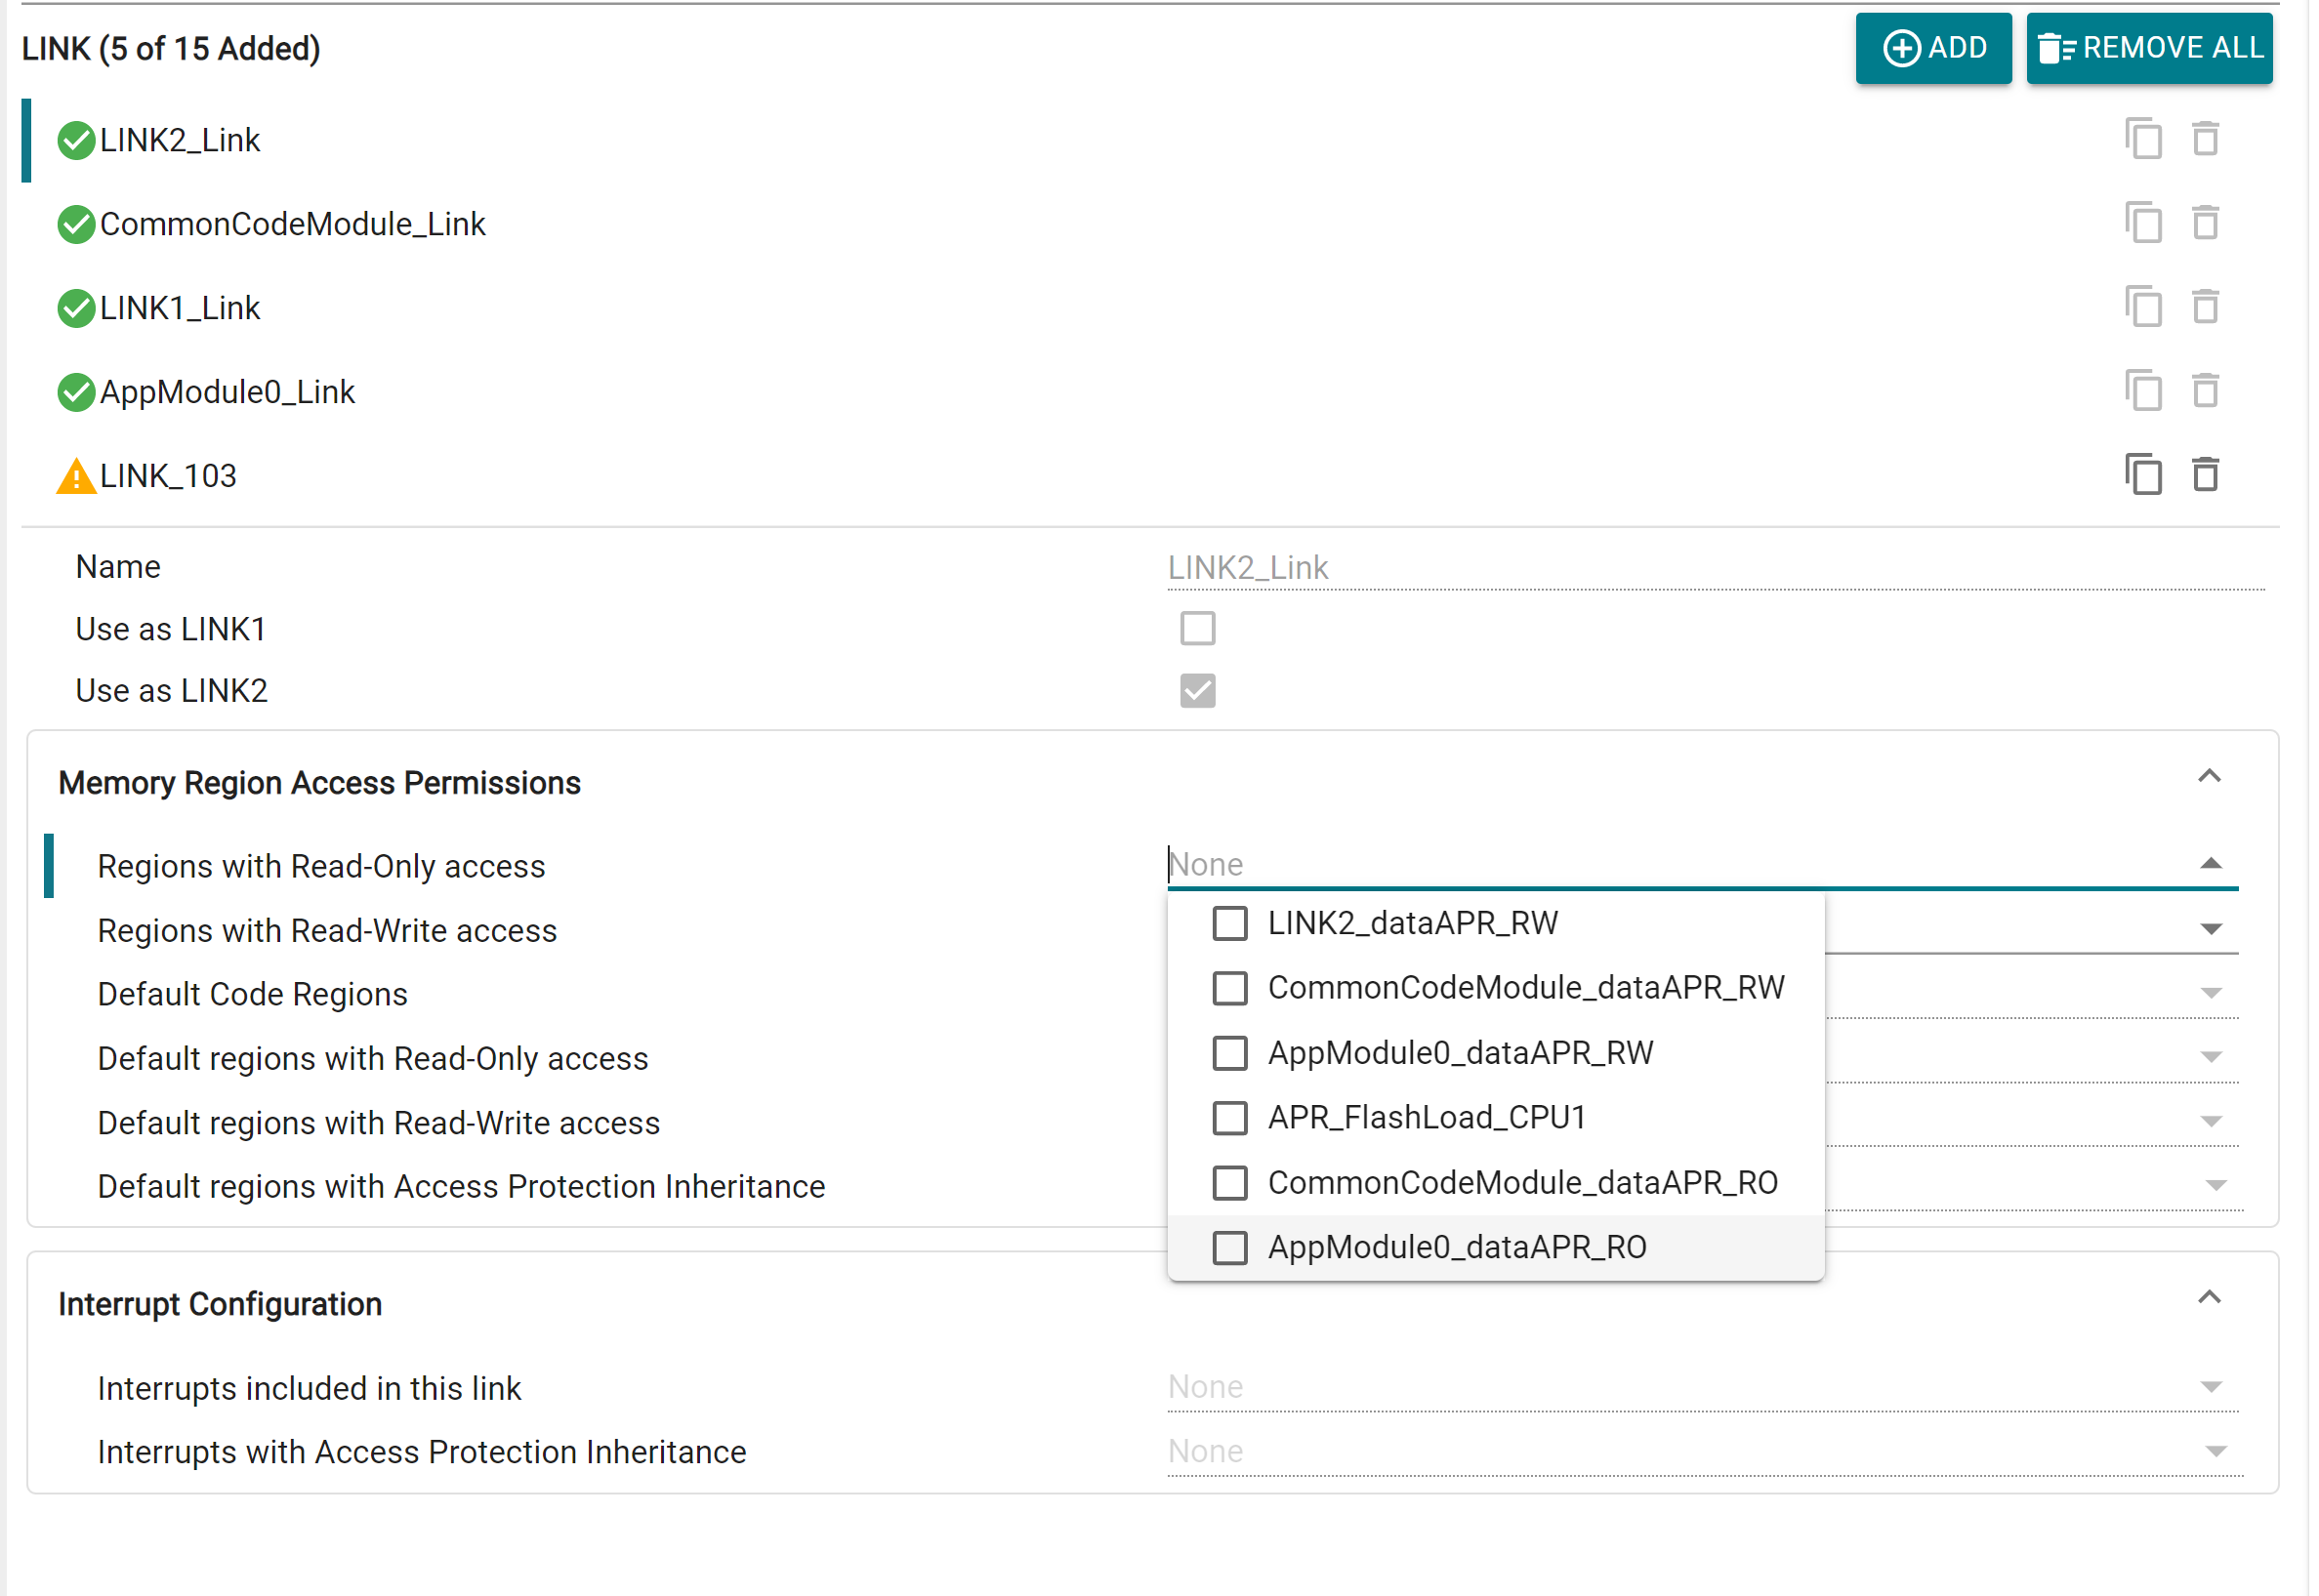 LINK (5 of 15 Added) ADD REMOVE ALL
LINK2_Link
CommonCodeModule_Link
LINK1_Link
AppModule0_Link
LINK_103
Name LINK2_Link
Use as LINK1
Use as LINK2
Memory Region Access Permissions
Regions with Read-Only access None
LINK2_dataAPR_RW
Regions with Read-Write access
CommonCodeModule_dataAPR_RW
Default Code Regions
AppModule0_dataAPR_RW
Default regions with Read-Only access
APR_FlashLoad_CPU1
Default regions with Read-Write access
CommonCodeModule_dataAPR_RO
Default regions with Access Protection Inheritance
AppModule0_dataAPR_RO
Interrupt Configuration
Interrupts included in this link None
Interrupts with Access Protection Inheritance None